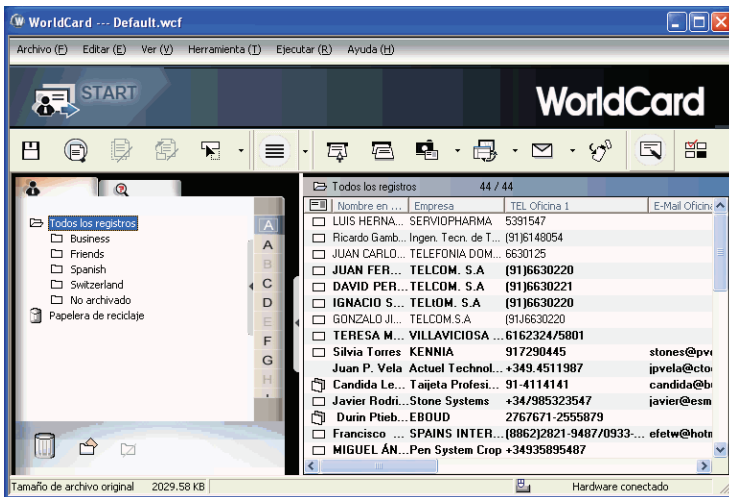 WorldCard --- Default.wcf
Archivo (F) Editar (E) Ver (V) Herramienta (T) Ejecutar (R) Ayuda (H)
START
WorldCard
Todos los registros 44 / 44
Nombre en ... Empresa TEL Oficina 1 E-Mail Oficina
Todos los registros
Business
Friends
Spanish
Switzerland
No archivado
Papelera de reciclaje
A
A
B
C
D
E
F
G
H
LUIS HERNA... SERVIOPHARMA 5391547
Ricardo Gamb... Ingen. Tecn. de T... (91)6148054
JUAN CARLO... TELEFONIA DOM... 6630125
JUAN FER... TELCOM. S.A (91)6630220
DAVID PER... TELCOM. S.A (91)6630221
IGNACIO S... TELtOM. S.A (91)6630220
GONZALO JI... TELCOM.S.A (91J6630220
TERESA M... VILLAVICIOSA ... 6162324/5801
Silvia Torres KENNIA 917290445 stones@pv
Juan P. Vela Actuel Technol... +349.4511987 jpvela@cto
Candida Le... Taijeta Profesi... 91-4114141 candida@b
Javier Rodri... Stone Systems +34/985323547 javier@esm
Durin Ptieb... EBOUD 2767671-2555879
Francisco ... SPAINS INTER... (8862)2821-9487/0933-... efetw@hotn
MIGUEL ÁN... Pen System Crop +34935895487
Tamaño de archivo original 2029.58 KB Hardware conectado